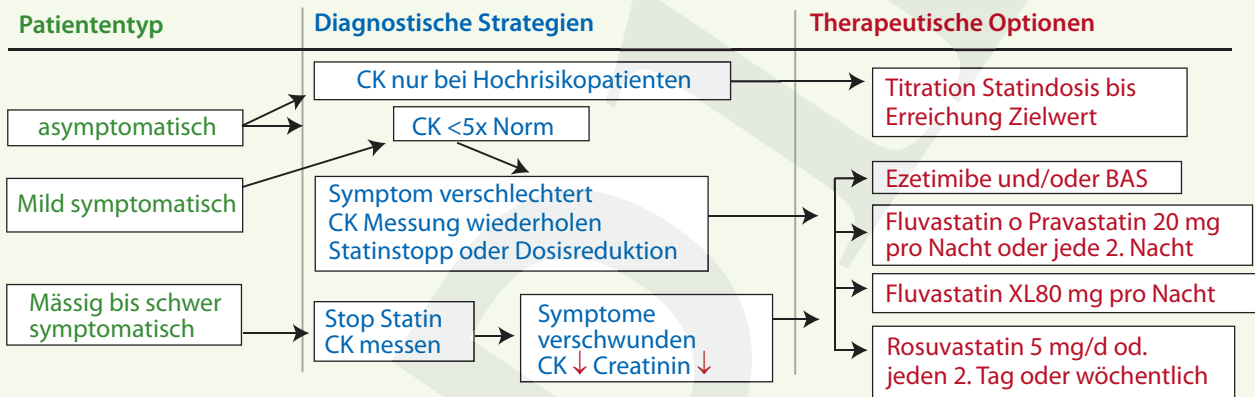 Patiententyp
Diagnostische Strategien
Therapeutische Optionen
asymptomatisch
CK nur bei Hochrisikopatienten
Titration Statindosis bis
Erreichung Zielwert
Mild symptomatisch
CK <5x Norm
Symptom verschlechtert
CK Messung wiederholen
Statinstopp oder Dosisreduktion
Ezetimibe und/oder BAS
Fluvastatin o Pravastatin 20 mg
pro Nacht oder jede 2. Nacht
Fluvastatin XL80 mg pro Nacht
Rosuvastatin 5 mg/d od.
jeden 2. Tag oder wöchentlich
Mässig bis schwer
symptomatisch
Stop Statin
CK messen
Symptome
verschwunden
CK ↓ Creatinin ↓